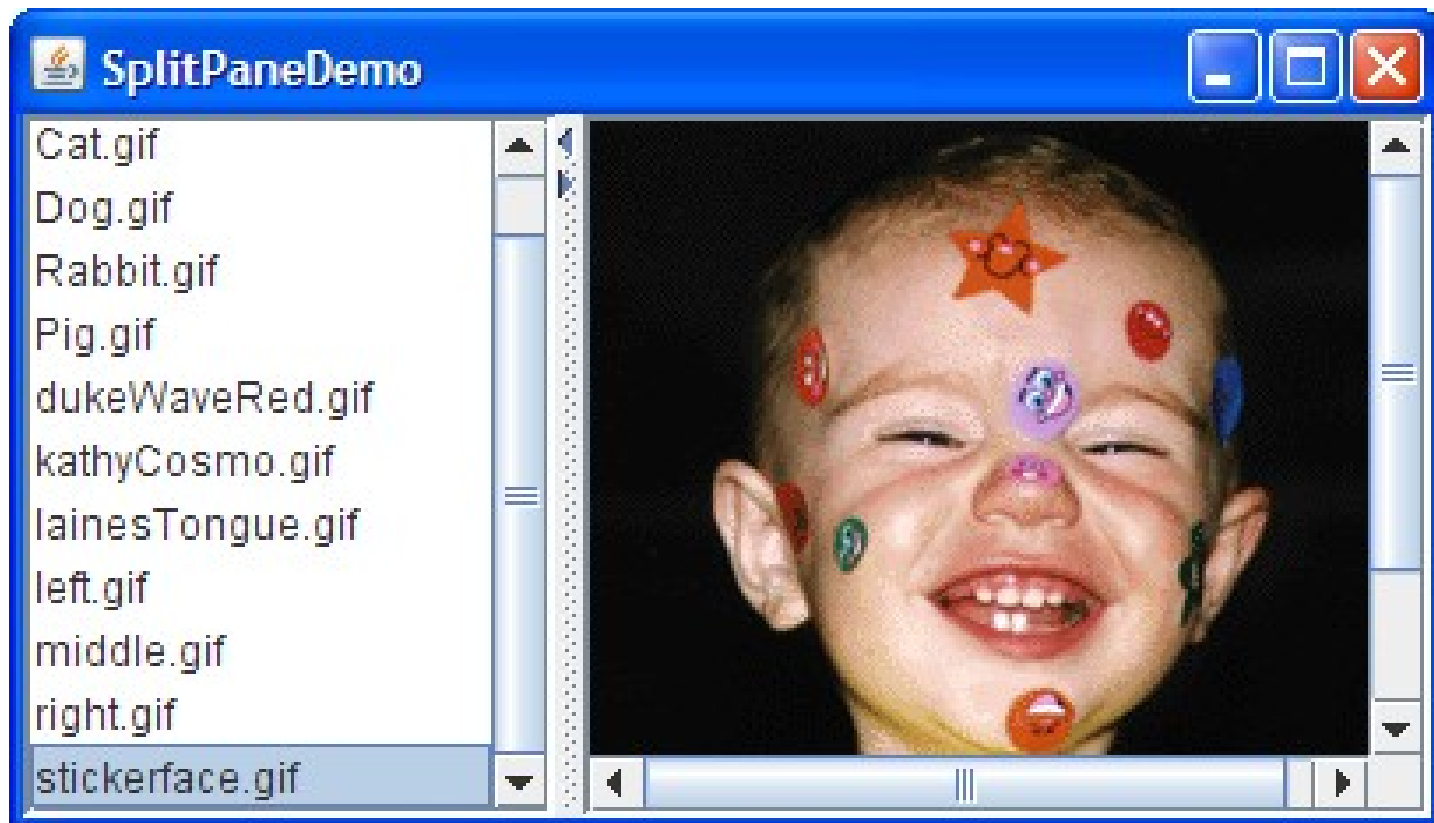 SplitPaneDemo
Cat.gif
Dog.gif
Rabbit.gif
Pig.gif
dukeWaveRed.gif
kathyCosmo.gif
lainesTongue.gif
left.gif
middle.gif
right.gif
stickerface.gif